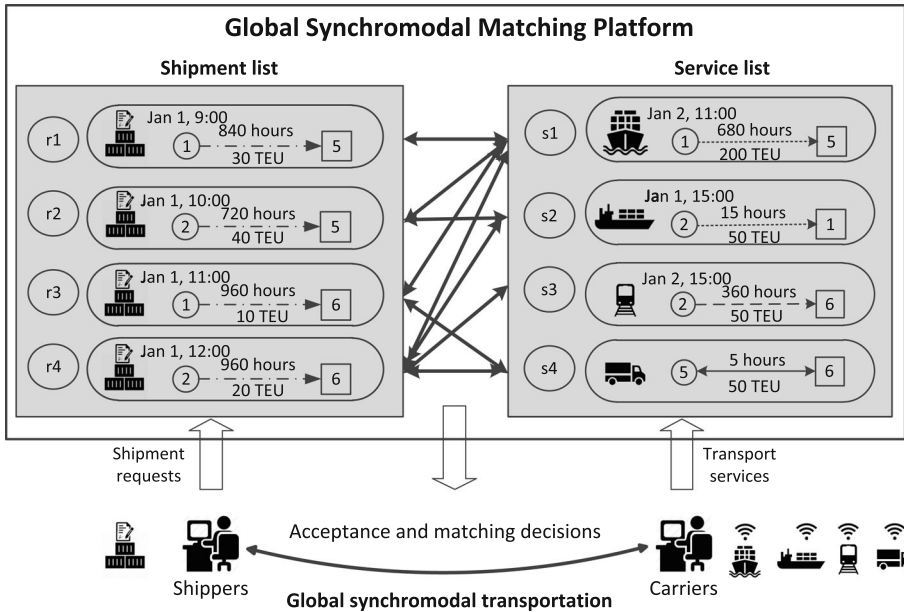 Global Synchromodal Matching Platform
Shipment list
Service list
r1
Jan 1, 9:00
840 hours
1
5
30 TEU
r2
Jan 1, 10:00
720 hours
2
5
40 TEU
r3
Jan 1, 11:00
960 hours
1
6
10 TEU
r4
Jan 1, 12:00
960 hours
2
6
20 TEU
s1
Jan 2, 11:00
680 hours
1
5
200 TEU
s2
Jan 1, 15:00
15 hours
2
1
50 TEU
s3
Jan 2, 15:00
360 hours
2
6
50 TEU
s4
5 hours
5
6
50 TEU
Shipment
requests
Transport
services
Acceptance and matching decisions
Shippers
Carriers
Global synchromodal transportation